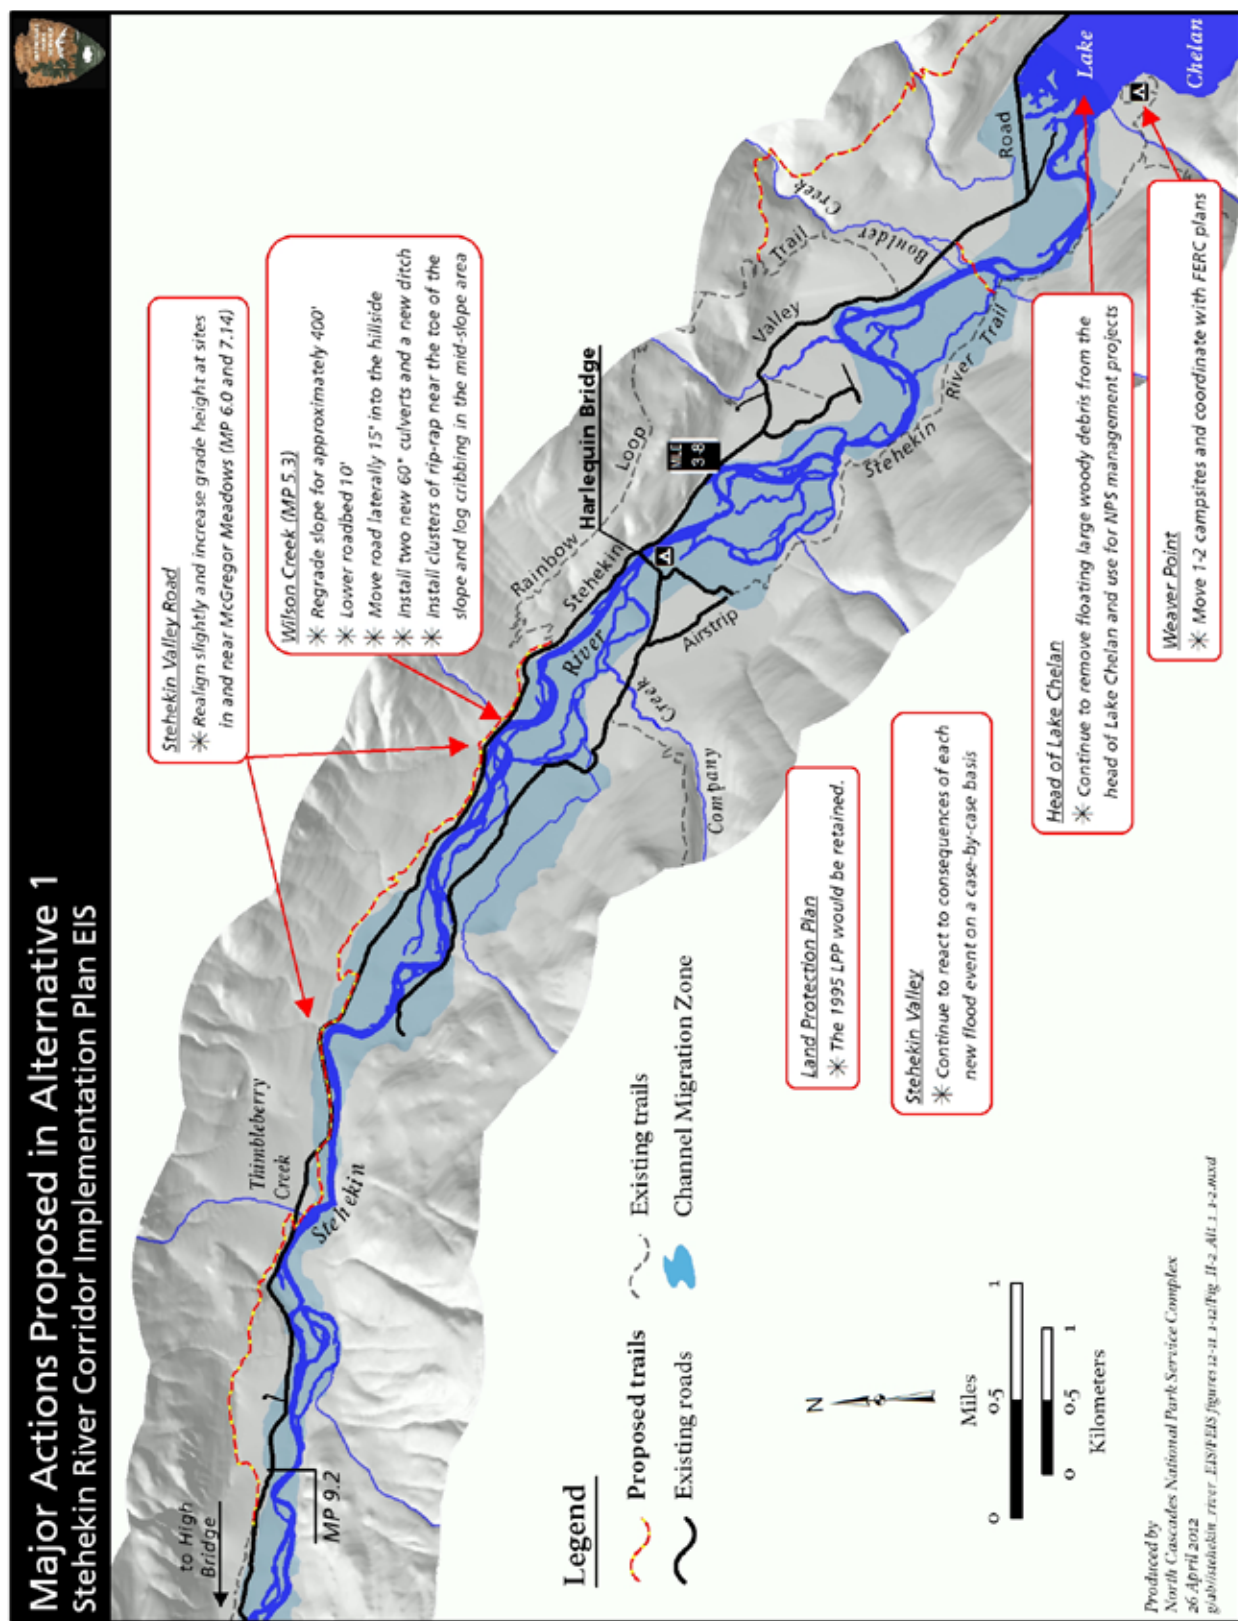 Major Actions Proposed in Alternative 1
Stehekin River Corridor Implementation Plan EIS
to High
Bridge
MP 9.2
Thimbleberry
Creek
Stehekin
Stehekin Valley Road
Realign slightly and increase grade height at sites
in and near McGregor Meadows (MP 6.0 and 7.14)
Wilson Creek (MP 5.3)
Regrade slope for approximately 400'
Lower roadbed 10'
Move road laterally 15' into the hillside
Install two new 60" culverts and a new ditch
Install clusters of rip-rap near the toe of the
slope and log cribbing in the mid-slope area
Rainbow
Loop
Trail
Harlequin Bridge
Stehekin
Valley
Road
River
MILE
3-8
Boulder
Creek
Airstrip
Company
Creek
Stehekin
River
Trail
Lake
Chelan
Land Protection Plan
The 1995 LPP would be retained.
Stehekin Valley
Continue to react to consequences of each
new flood event on a case-by-case basis
Head of Lake Chelan
Continue to remove floating large woody debris from the
head of Lake Chelan and use for NPS management projects
Weaver Point
Move 1-2 campsites and coordinate with FERC plans
Legend
Proposed trails
Existing trails
Existing roads
Channel Migration Zone
N
Miles
0 0.5 1
0 0.5 1
Kilometers
Produced by
North Cascades National Park Service Complex
26 April 2012